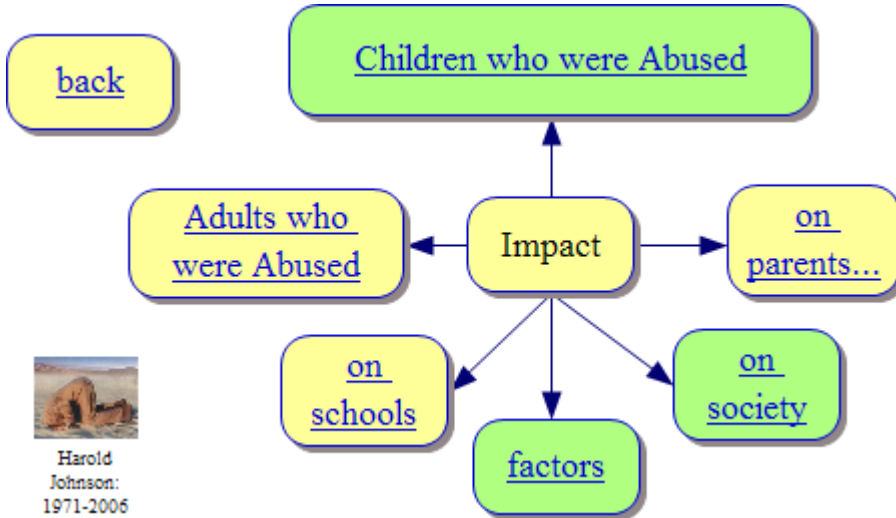 Children who were Abused
back
Adults who
were Abused
Impact
on
parents...
on
schools
on
society
factors
Harold
Johnson:
1971-2006